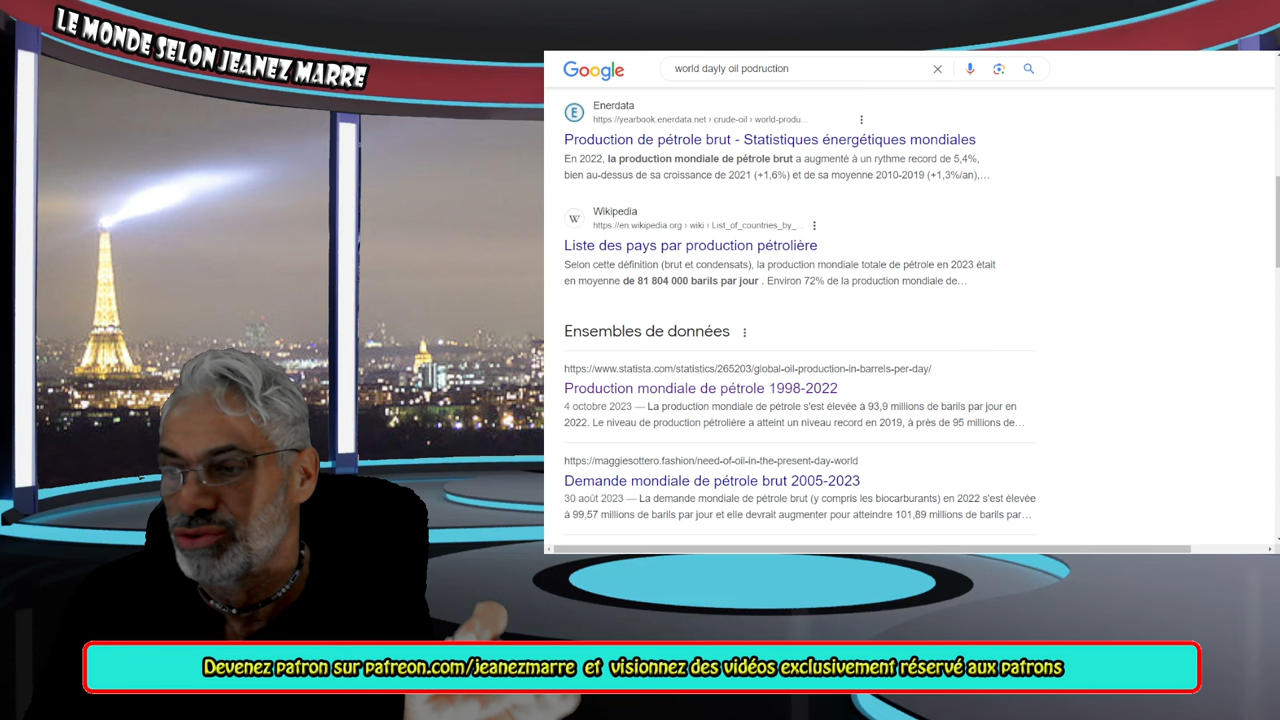 LE MONDE SELON JEANEZ MARRE
Google
world dayly oil podruction
E
Enerdata
https://yearbook.enerdata.net › crude-oil › world-produ...
Production de pétrole brut - Statistiques énergétiques mondiales
En 2022, la production mondiale de pétrole brut a augmenté à un rythme record de 5,4%,
bien au-dessus de sa croissance de 2021 (+1,6%) et de sa moyenne 2010-2019 (+1,3%/an),...
W
Wikipedia
https://en.wikipedia.org › wiki › List_of_countries_by_...
Liste des pays par production pétrolière
Selon cette définition (brut et condensats), la production mondiale totale de pétrole en 2023 était
en moyenne de 81 804 000 barils par jour . Environ 72% de la production mondiale de...
Ensembles de données
https://www.statista.com/statistics/265203/global-oil-production-in-barrels-per-day/
Production mondiale de pétrole 1998-2022
4 octobre 2023 — La production mondiale de pétrole s'est élevée à 93,9 millions de barils par jour en
2022. Le niveau de production pétrolière a atteint un niveau record en 2019, à près de 95 millions de...
https://maggiesottero.fashion/need-of-oil-in-the-present-day-world
Demande mondiale de pétrole brut 2005-2023
30 août 2023 — La demande mondiale de pétrole brut (y compris les biocarburants) en 2022 s'est élevée
à 99,57 millions de barils par jour et elle devrait augmenter pour atteindre 101,89 millions de barils par...
Devenez patron sur patreon.com/jeanezmarre et visionnez des vidéos exclusivement réservé aux patrons